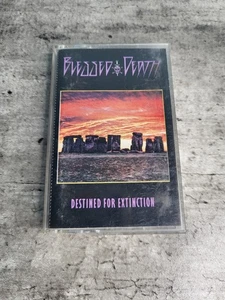 BLESSED DEATH
DESTINED FOR EXTINCTION